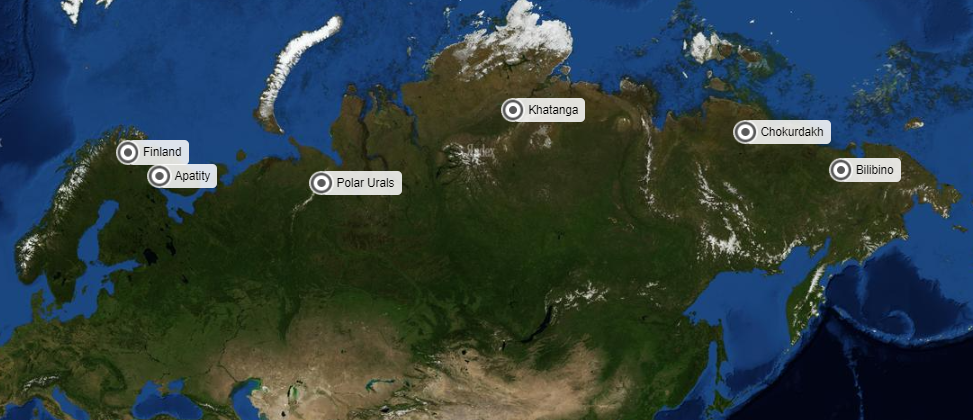 Khatanga
Chokurdakh
Finland
Bilibino
Apatity
Polar Urals